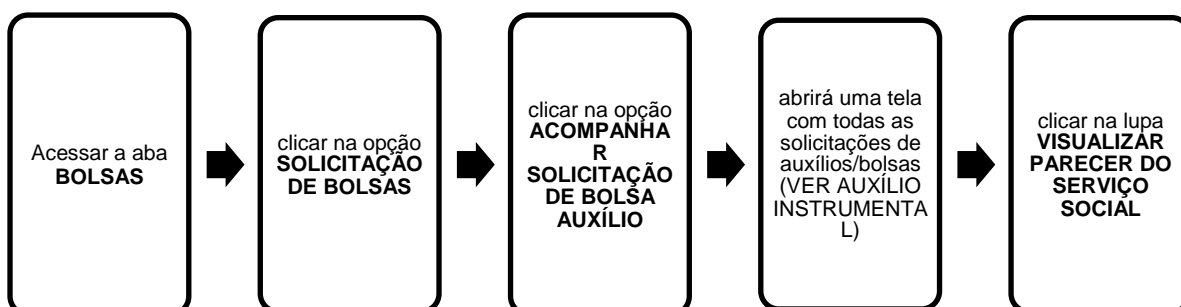 Acessar a aba
BOLSAS
clicar na opção
SOLICITAÇÃO
DE BOLSAS
clicar na opção
ACOMPANHA
R
SOLICITAÇÃO
DE BOLSA
AUXÍLIO
abrirá uma tela
com todas as
solicitações de
auxílios/bolsas
(VER AUXÍLIO
INSTRUMENTA
L)
clicar na lupa
VISUALIZAR
PARECER DO
SERVIÇO
SOCIAL